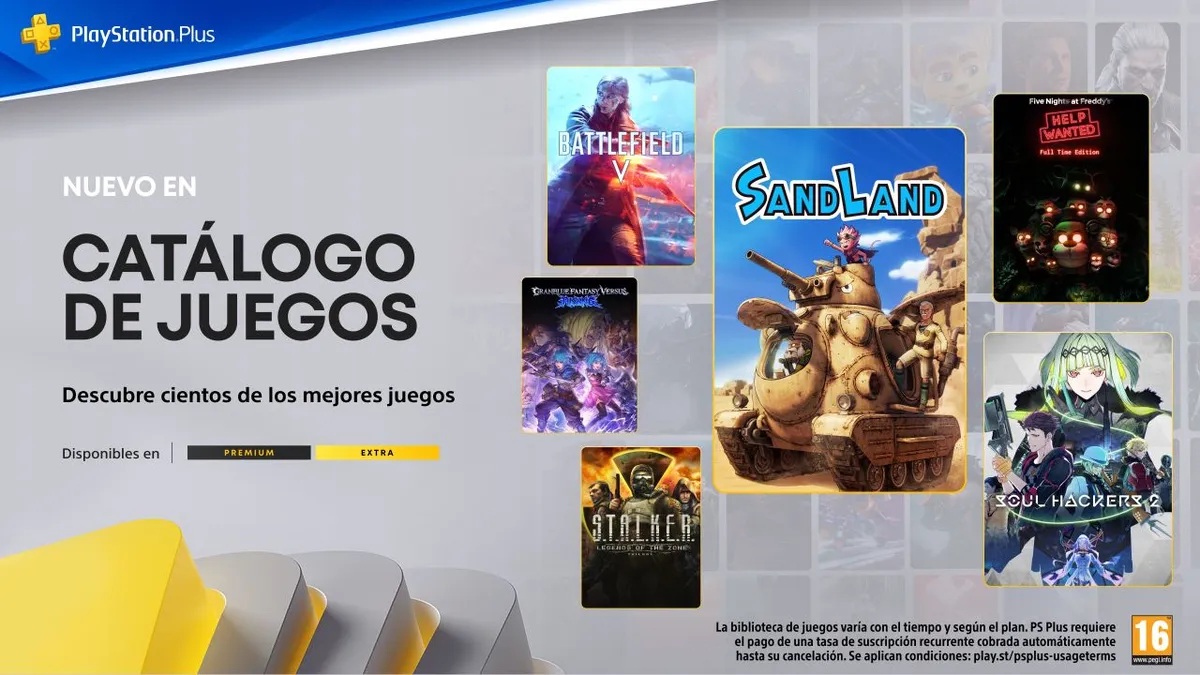 PlayStation Plus
NUEVO EN
CATÁLOGO
DE JUEGOS
Descubre cientos de los mejores juegos
Disponibles en
PREMIUM
EXTRA
BATTLEFIELD
V
GRANBLUE FANTASY VERSUS
RISING
S.T.A.L.K.E.R.
LEGENDS OF THE ZONE
TRILOGY
SANDLAND
Five Nights at Freddy's
HELP
WANTED
Full Time Edition
SOUL HACKERS 2
La biblioteca de juegos varía con el tiempo y según el plan. PS Plus requiere
el pago de una tasa de suscripción recurrente cobrada automáticamente
hasta su cancelación. Se aplican condiciones: play.st/psplus-usageterms
16
www.pegi.info